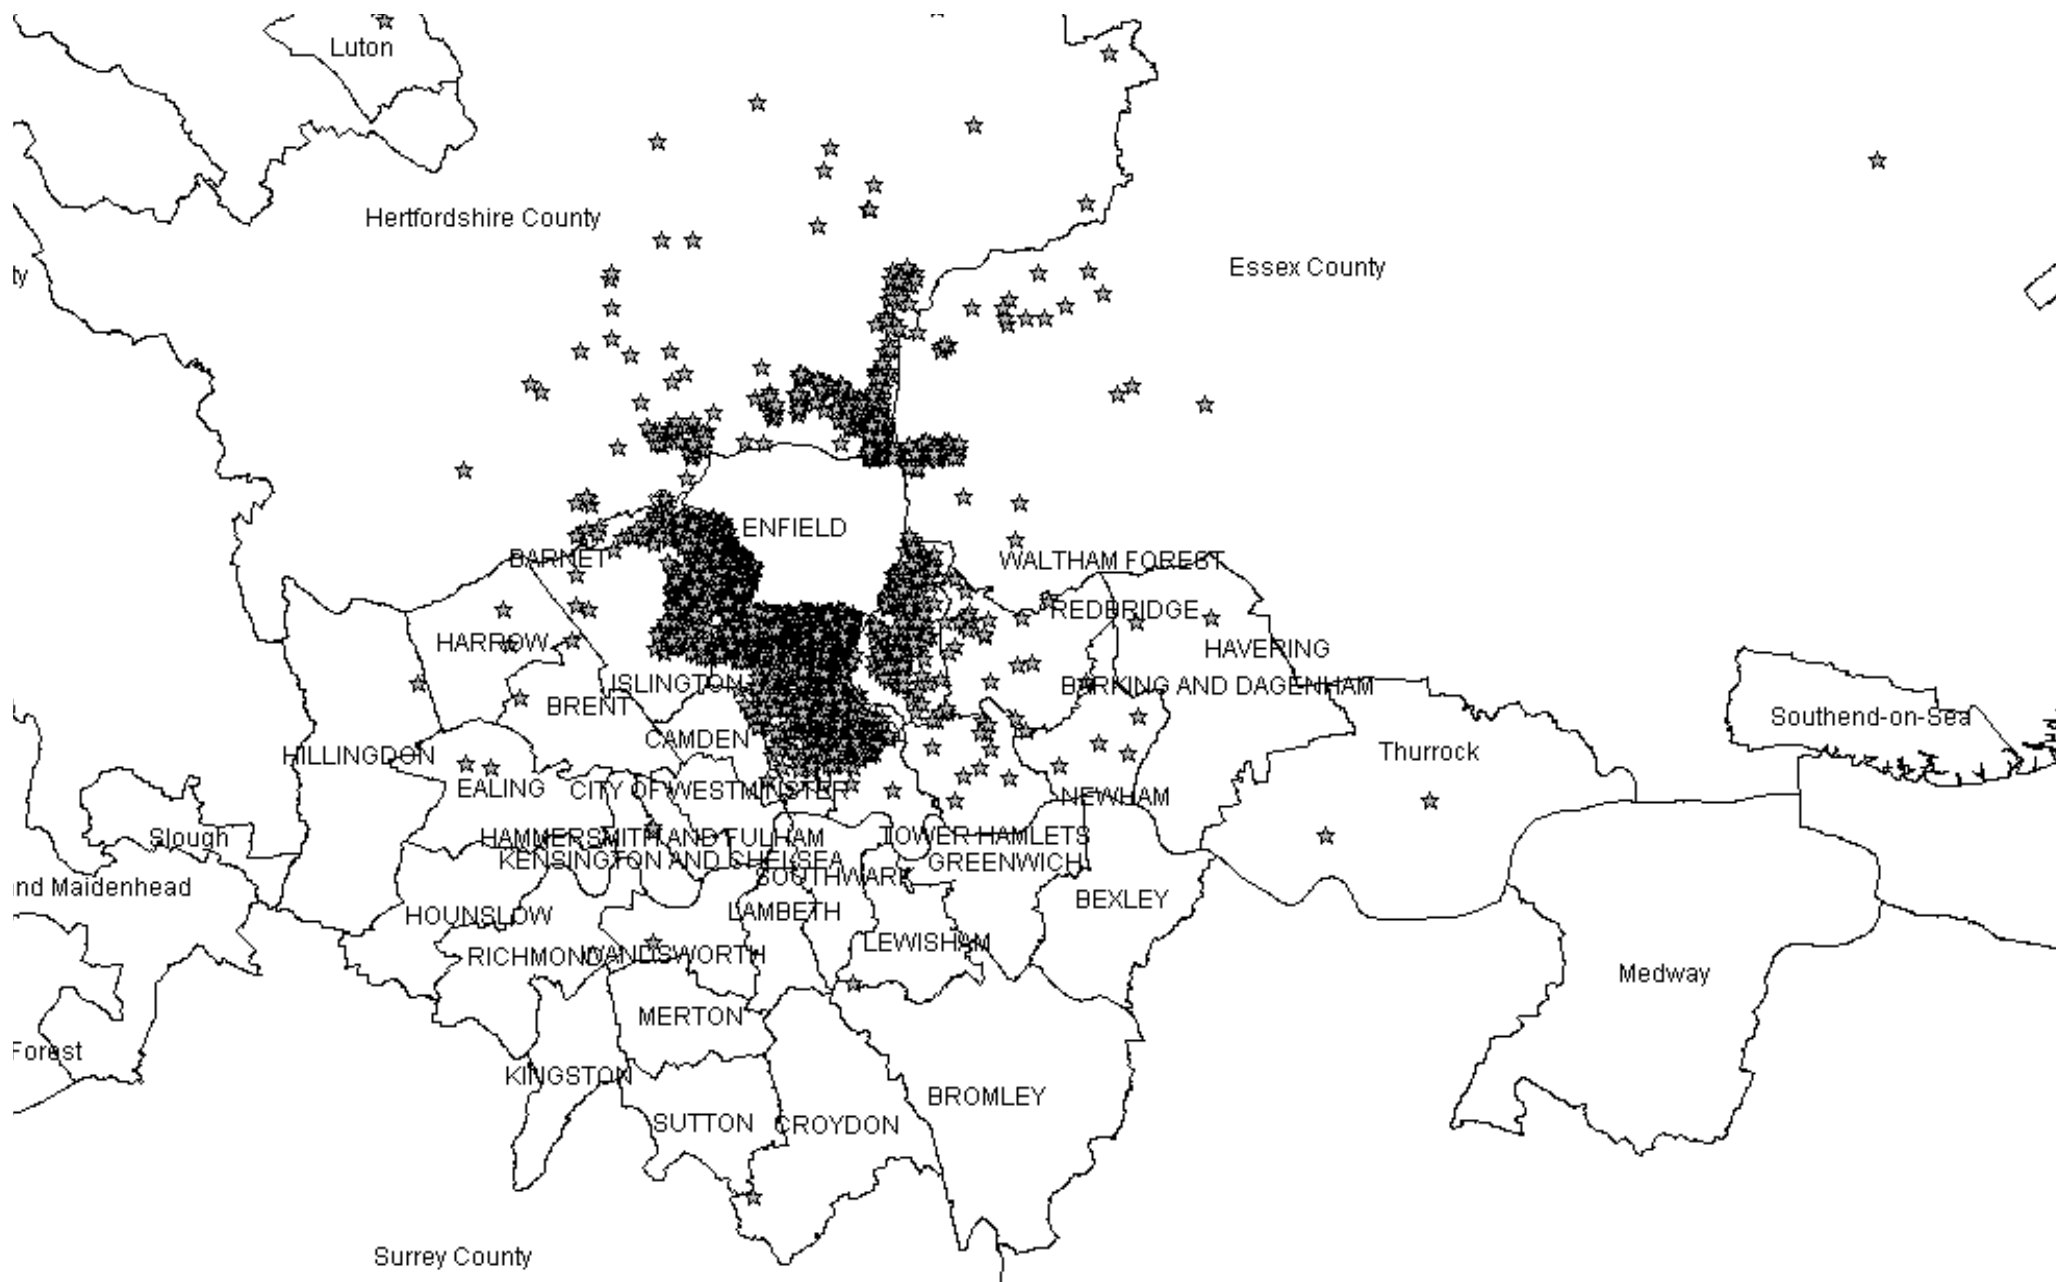 Luton
Hertfordshire County
ty
Essex County
ENFIELD
BARNET
WALTHAM FOREST
REDBRIDGE
HARROW
HAVERING
ISLINGTON
BARKING AND DAGENHAM
BRENT
Southend-on-Sea
CAMDEN
HILLINGDON
Thurrock
EALING
CITY OF WESTMINSTER
NEWHAM
Slough
HAMMERSMITH AND FULHAM
TOWER HAMLETS
KENSINGTON AND CHELSEA
GREENWICH
SOUTHWARK
nd Maidenhead
BEXLEY
HOUNSLOW
LAMBETH
LEWISHAM
RICHMOND
WANDSWORTH
Medway
MERTON
Forest
KINGSTON
BROMLEY
SUTTON
CROYDON
Surrey County